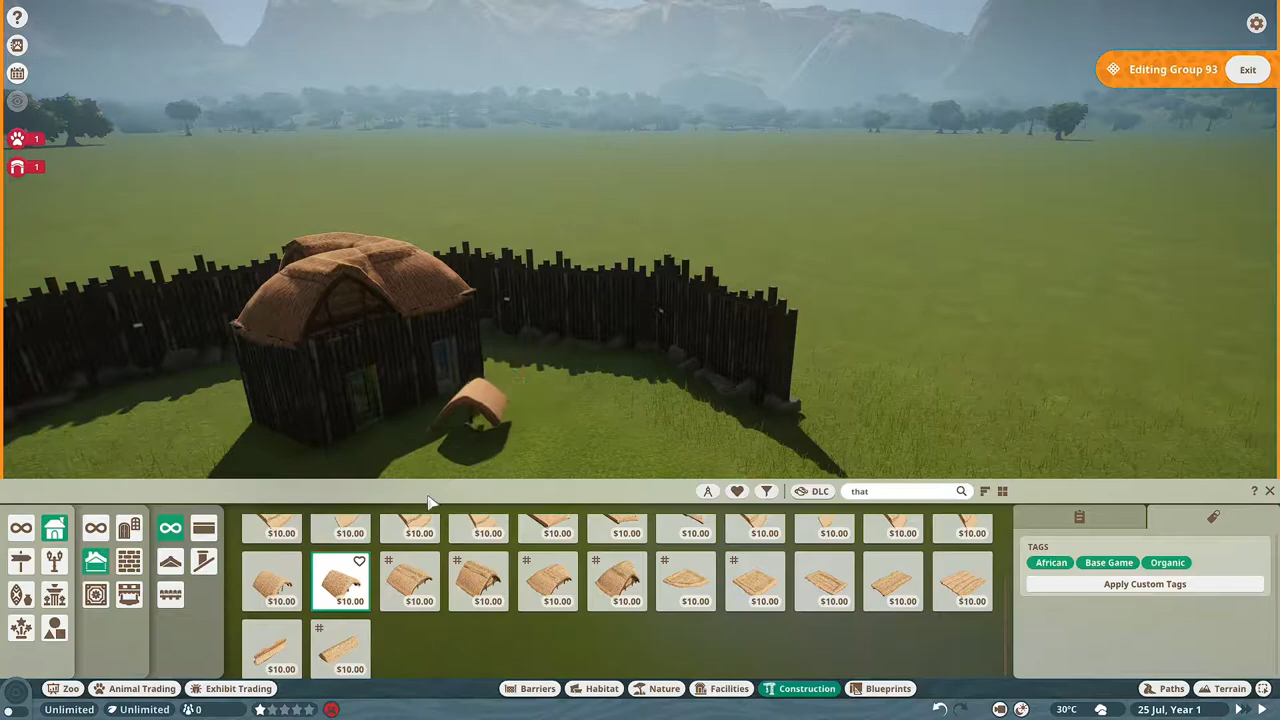 ?
Editing Group 93 Exit
1
1
A DLC that ? X
$10.00 $10.00 $10.00 $10.00 $10.00 $10.00 $10.00 $10.00 $10.00 $10.00 $10.00
# # # # # #
$10.00 $10.00 $10.00 $10.00 $10.00 $10.00 $10.00 $10.00 $10.00 $10.00 $10.00
#
$10.00 $10.00
TAGS
African Base Game Organic
Apply Custom Tags
Zoo Animal Trading Exhibit Trading Barriers Habitat Nature Facilities Construction Blueprints Paths Terrain
Unlimited Unlimited 0 30°C 25 Jul, Year 1